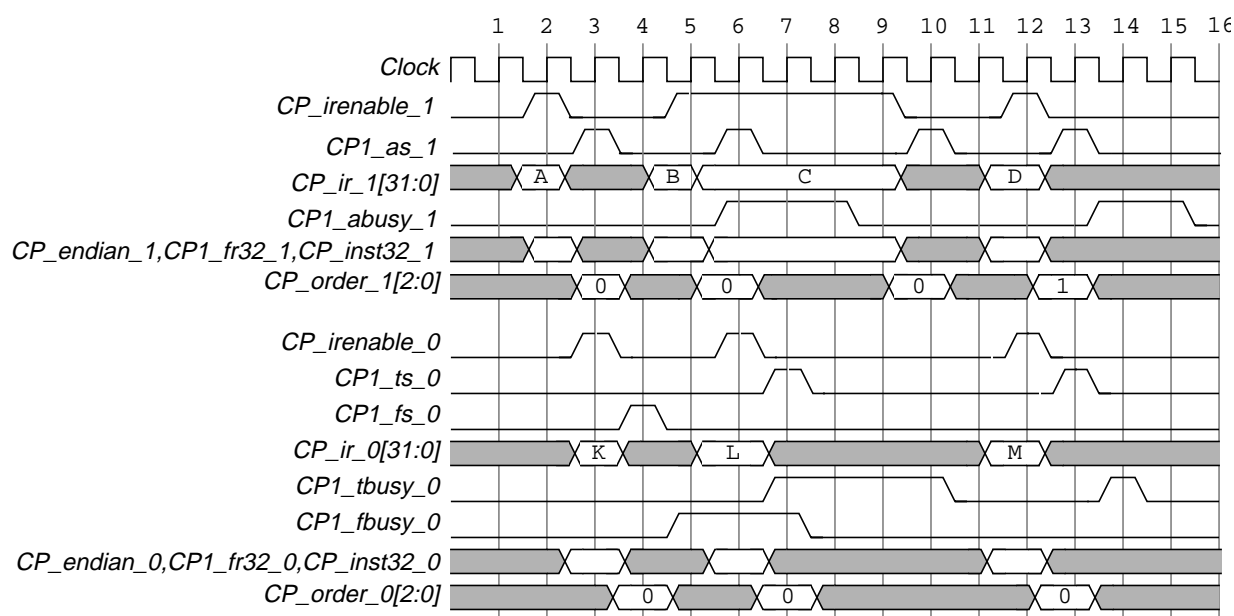 1 2 3 4 5 6 7 8 9 10 11 12 13 14 15 16
Clock
CP_irenable_1
CP1_as_1
CP_ir_1[31:0] A B C D
CP1_abusy_1
CP_endian_1,CP1_fr32_1,CP_inst32_1
CP_order_1[2:0] 0 0 0 1
CP_irenable_0
CP1_ts_0
CP1_fs_0
CP_ir_0[31:0] K L M
CP1_tbusy_0
CP1_fbusy_0
CP_endian_0,CP1_fr32_0,CP_inst32_0
CP_order_0[2:0] 0 0 0